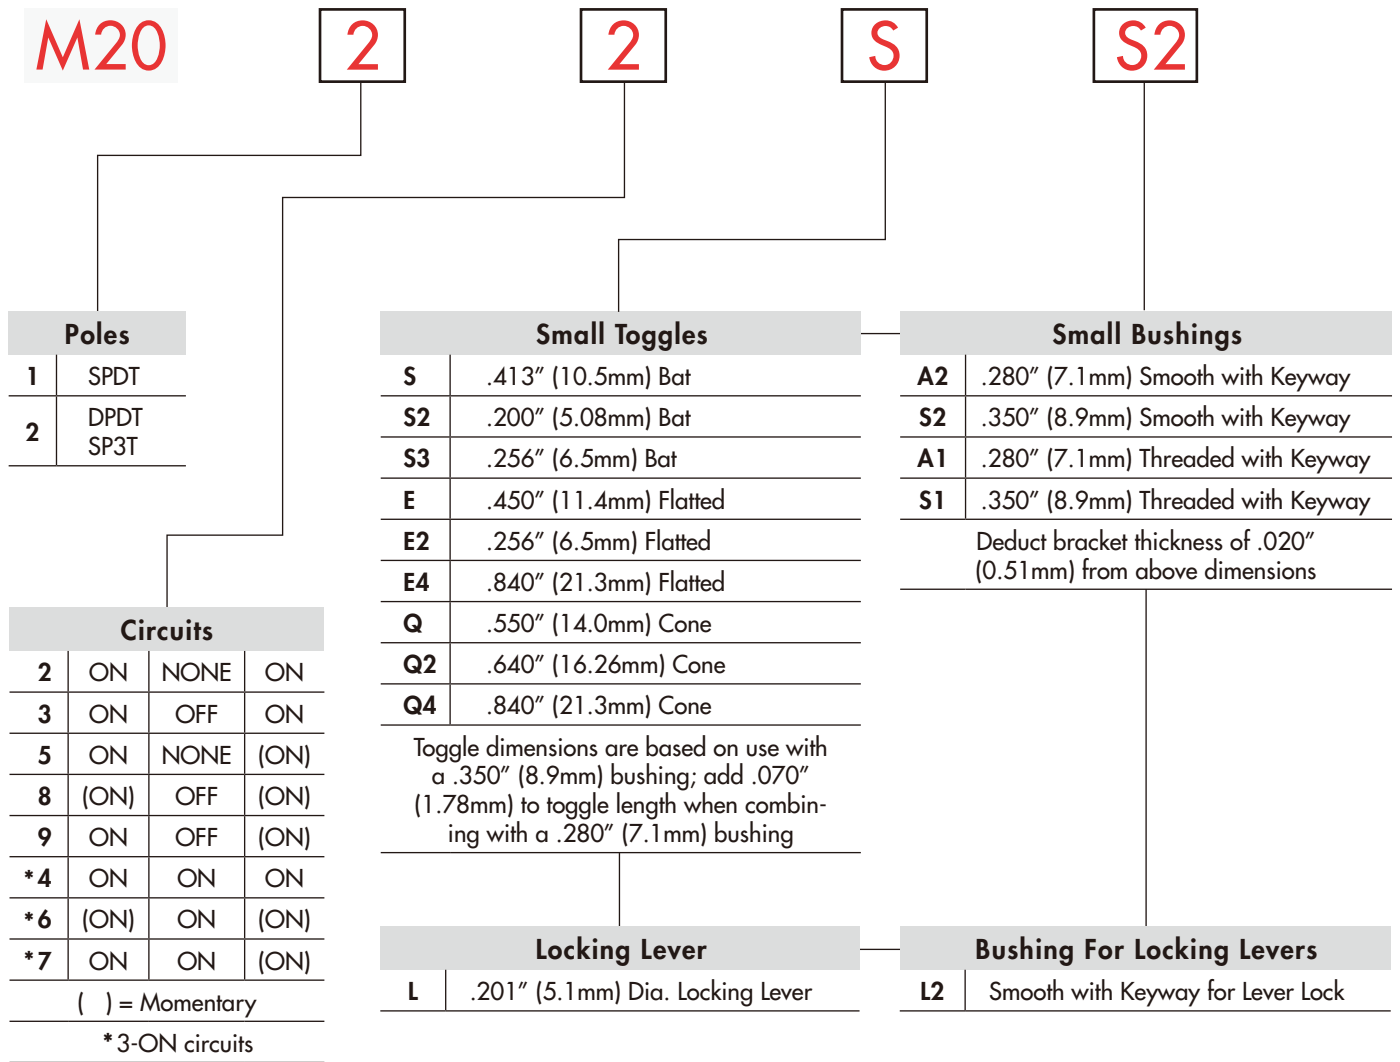 M20 2 2 S S2
Poles
1 SPDT
2 DPDT
SP3T
Circuits
2 ON NONE ON
3 ON OFF ON
5 ON NONE (ON)
8 (ON) OFF (ON)
9 ON OFF (ON)
*4 ON ON ON
*6 (ON) ON (ON)
*7 ON ON (ON)
( ) = Momentary
*3-ON circuits
Small Toggles
S .413" (10.5mm) Bat
S2 .200" (5.08mm) Bat
S3 .256" (6.5mm) Bat
E .450" (11.4mm) Flatted
E2 .256" (6.5mm) Flatted
E4 .840" (21.3mm) Flatted
Q .550" (14.0mm) Cone
Q2 .640" (16.26mm) Cone
Q4 .840" (21.3mm) Cone
Toggle dimensions are based on use with
a .350" (8.9mm) bushing; add .070"
(1.78mm) to toggle length when combin-
ing with a .280" (7.1mm) bushing
Small Bushings
A2 .280" (7.1mm) Smooth with Keyway
S2 .350" (8.9mm) Smooth with Keyway
A1 .280" (7.1mm) Threaded with Keyway
S1 .350" (8.9mm) Threaded with Keyway
Deduct bracket thickness of .020"
(0.51mm) from above dimensions
Locking Lever
L .201" (5.1mm) Dia. Locking Lever
Bushing For Locking Levers
L2 Smooth with Keyway for Lever Lock